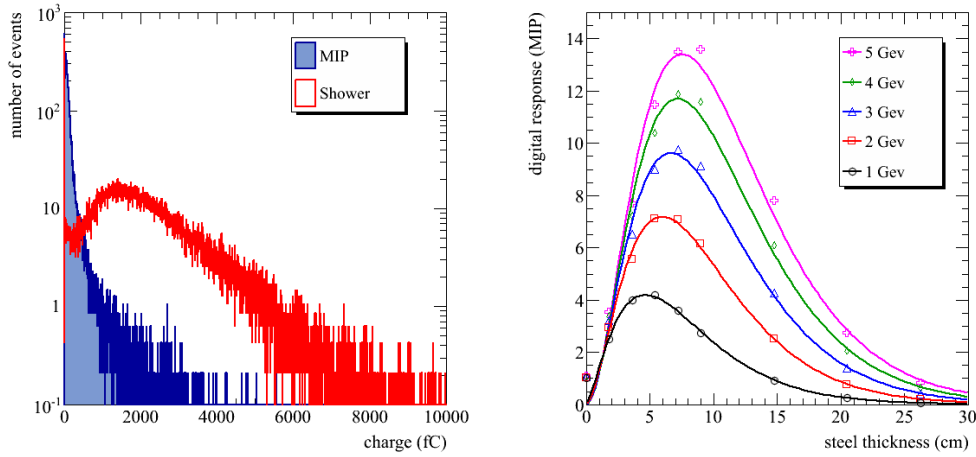 number of events
10³
10²
10
1
10⁻¹
0
2000
4000
6000
8000
10000
charge (fC)
MIP
Shower
digital response (MIP)
14
12
10
8
6
4
2
0
0
5
10
15
20
25
30
steel thickness (cm)
5 Gev
4 Gev
3 Gev
2 Gev
1 Gev